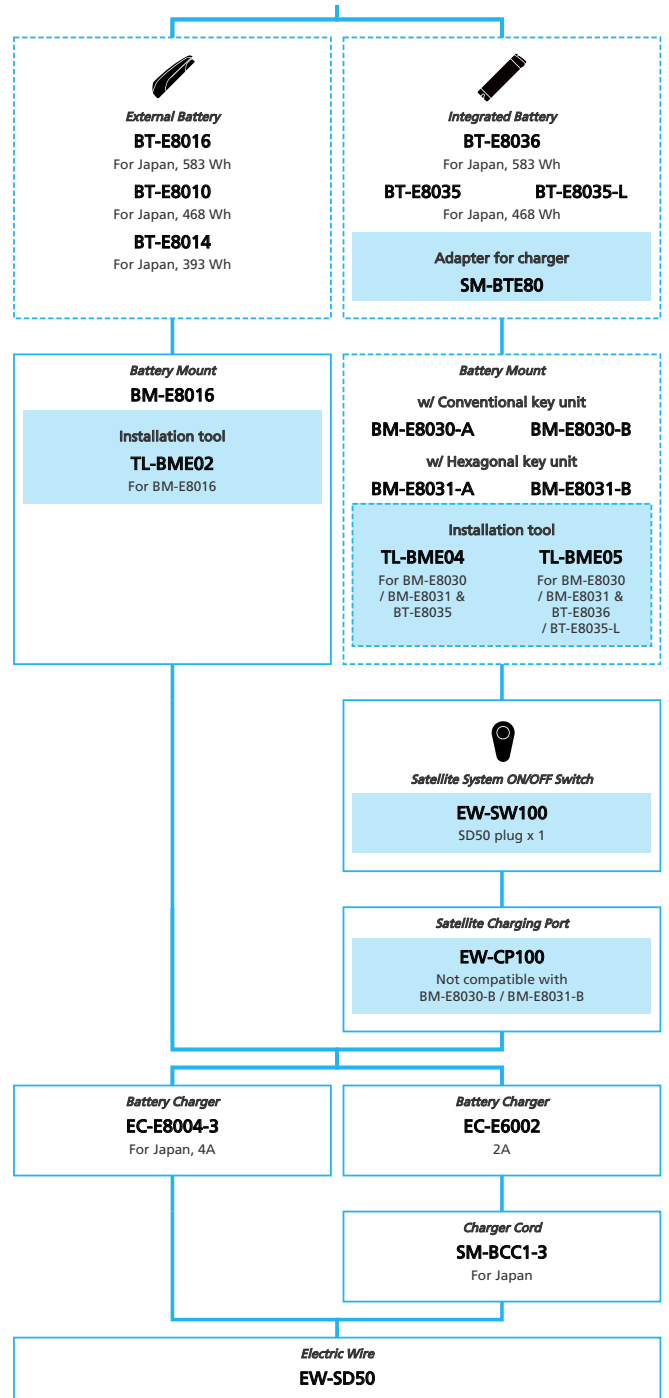 External Battery
BT-E8016
For Japan, 583 Wh
BT-E8010
For Japan, 468 Wh
BT-E8014
For Japan, 393 Wh
Integrated Battery
BT-E8036
For Japan, 583 Wh
BT-E8035 BT-E8035-L
For Japan, 468 Wh
Adapter for charger
SM-BTE80
Battery Mount
BM-E8016
Installation tool
TL-BME02
For BM-E8016
Battery Mount
w/ Conventional key unit
BM-E8030-A BM-E8030-B
w/ Hexagonal key unit
BM-E8031-A BM-E8031-B
Installation tool
TL-BME04
For BM-E8030
/ BM-E8031 &
BT-E8035
TL-BME05
For BM-E8030
/ BM-E8031 &
BT-E8036
/ BT-E8035-L
Satellite System ON/OFF Switch
EW-SW100
SD50 plug x 1
Satellite Charging Port
EW-CP100
Not compatible with
BM-E8030-B / BM-E8031-B
Battery Charger
EC-E8004-3
For Japan, 4A
Battery Charger
EC-E6002
2A
Charger Cord
SM-BCC1-3
For Japan
Electric Wire
EW-SD50